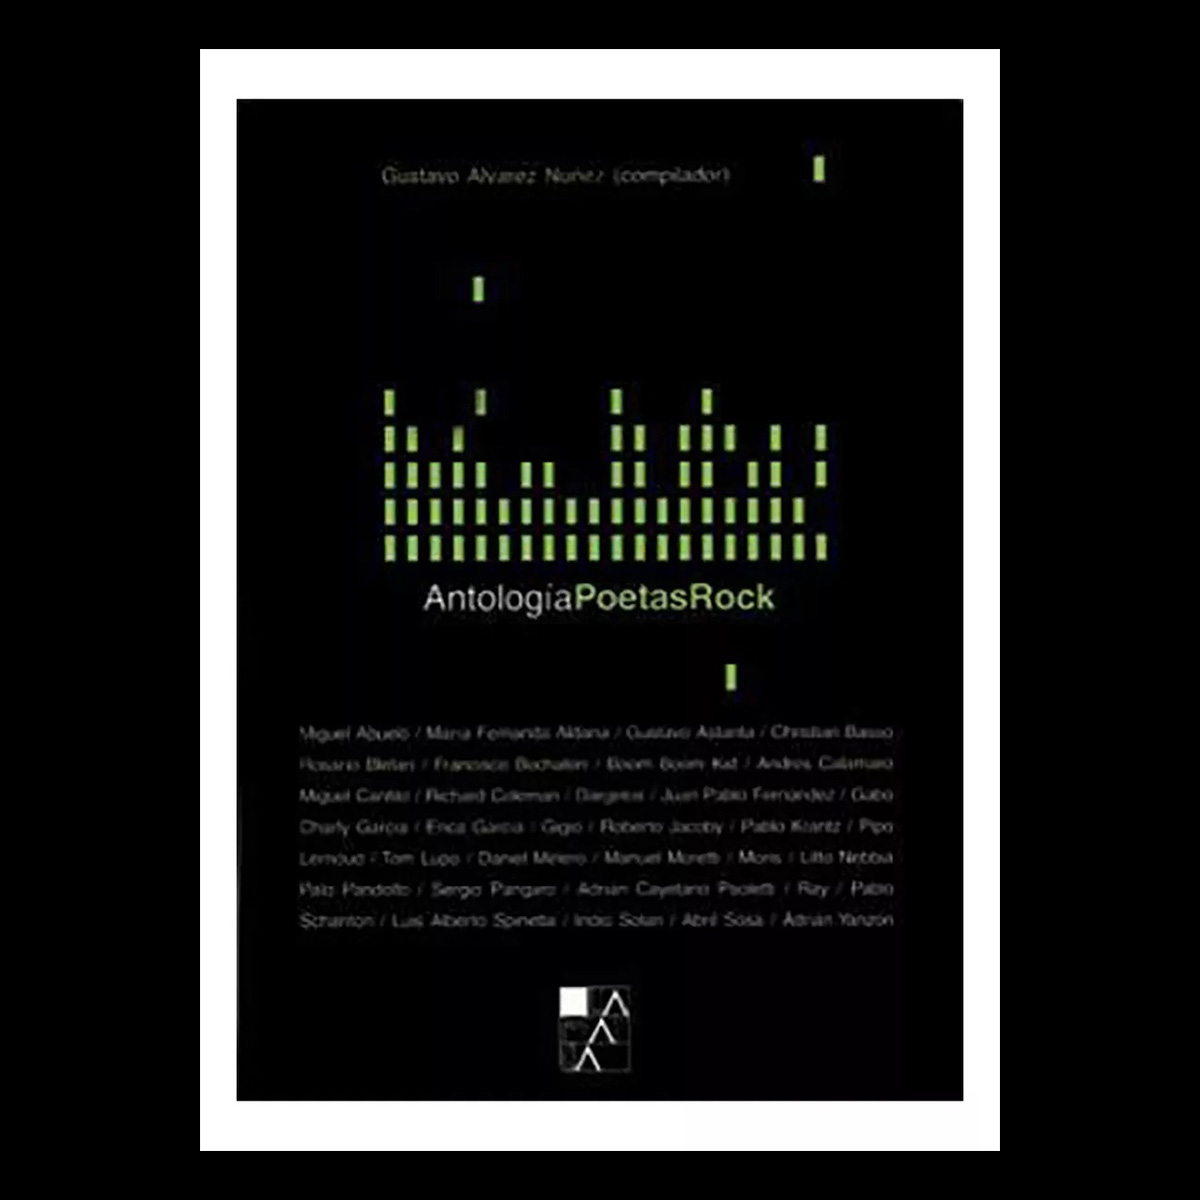 Gustavo Alvarez Nuñez (compilador)
AntologíaPoetasRock
Miguel Abuelo / María Fernanda Aldana / Gustavo Astarita / Christian Basso
Rosario Bléfari / Francisco Bochatón / Boom Boom Kid / Andrés Calamaro
Miguel Cantilo / Richard Coleman / Dargelos / Juan Pablo Fernández / Gabo
Charly García / Erica García / Gigio / Roberto Jacoby / Pablo Krantz / Pipo
Lernoud / Tom Lupo / Daniel Melero / Manuel Moretti / Moris / Litto Nebbia
Palo Pandolfo / Sergio Pángaro / Adrián Cayetano Paoletti / Ray / Pablo
Schanton / Luis Alberto Spinetta / Indio Solari / Abril Sosa / Adrián Yanzón